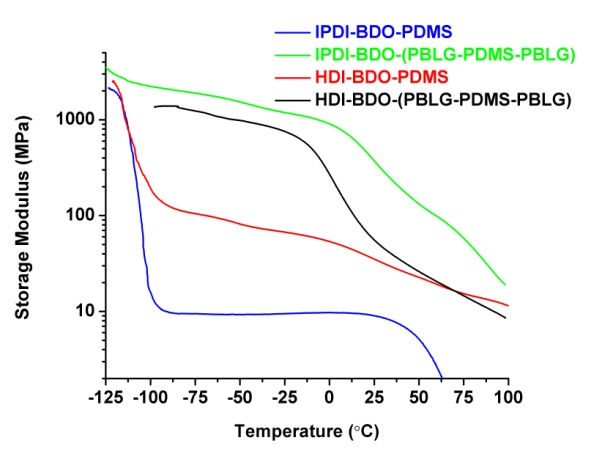 IPDI-BDO-PDMS
IPDI-BDO-(PBLG-PDMS-PBLG)
HDI-BDO-PDMS
HDI-BDO-(PBLG-PDMS-PBLG)
Storage Modulus (MPa)
1000
100
10
-125 -100 -75 -50 -25 0 25 50 75 100
Temperature (°C)